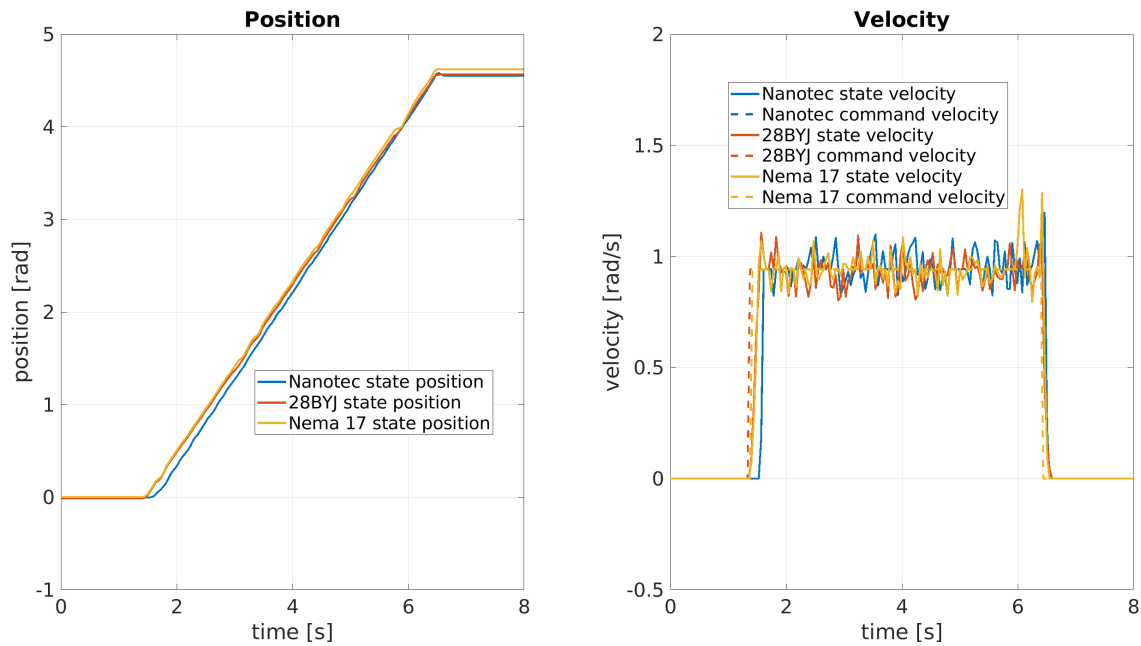 Position
5
4
3
2
1
0
-1
0 2 4 6 8
position [rad]
time [s]
Nanotec state position
28BYJ state position
Nema 17 state position
Velocity
2
1.5
1
0.5
0
-0.5
0 2 4 6 8
velocity [rad/s]
time [s]
Nanotec state velocity
Nanotec command velocity
28BYJ state velocity
28BYJ command velocity
Nema 17 state velocity
Nema 17 command velocity